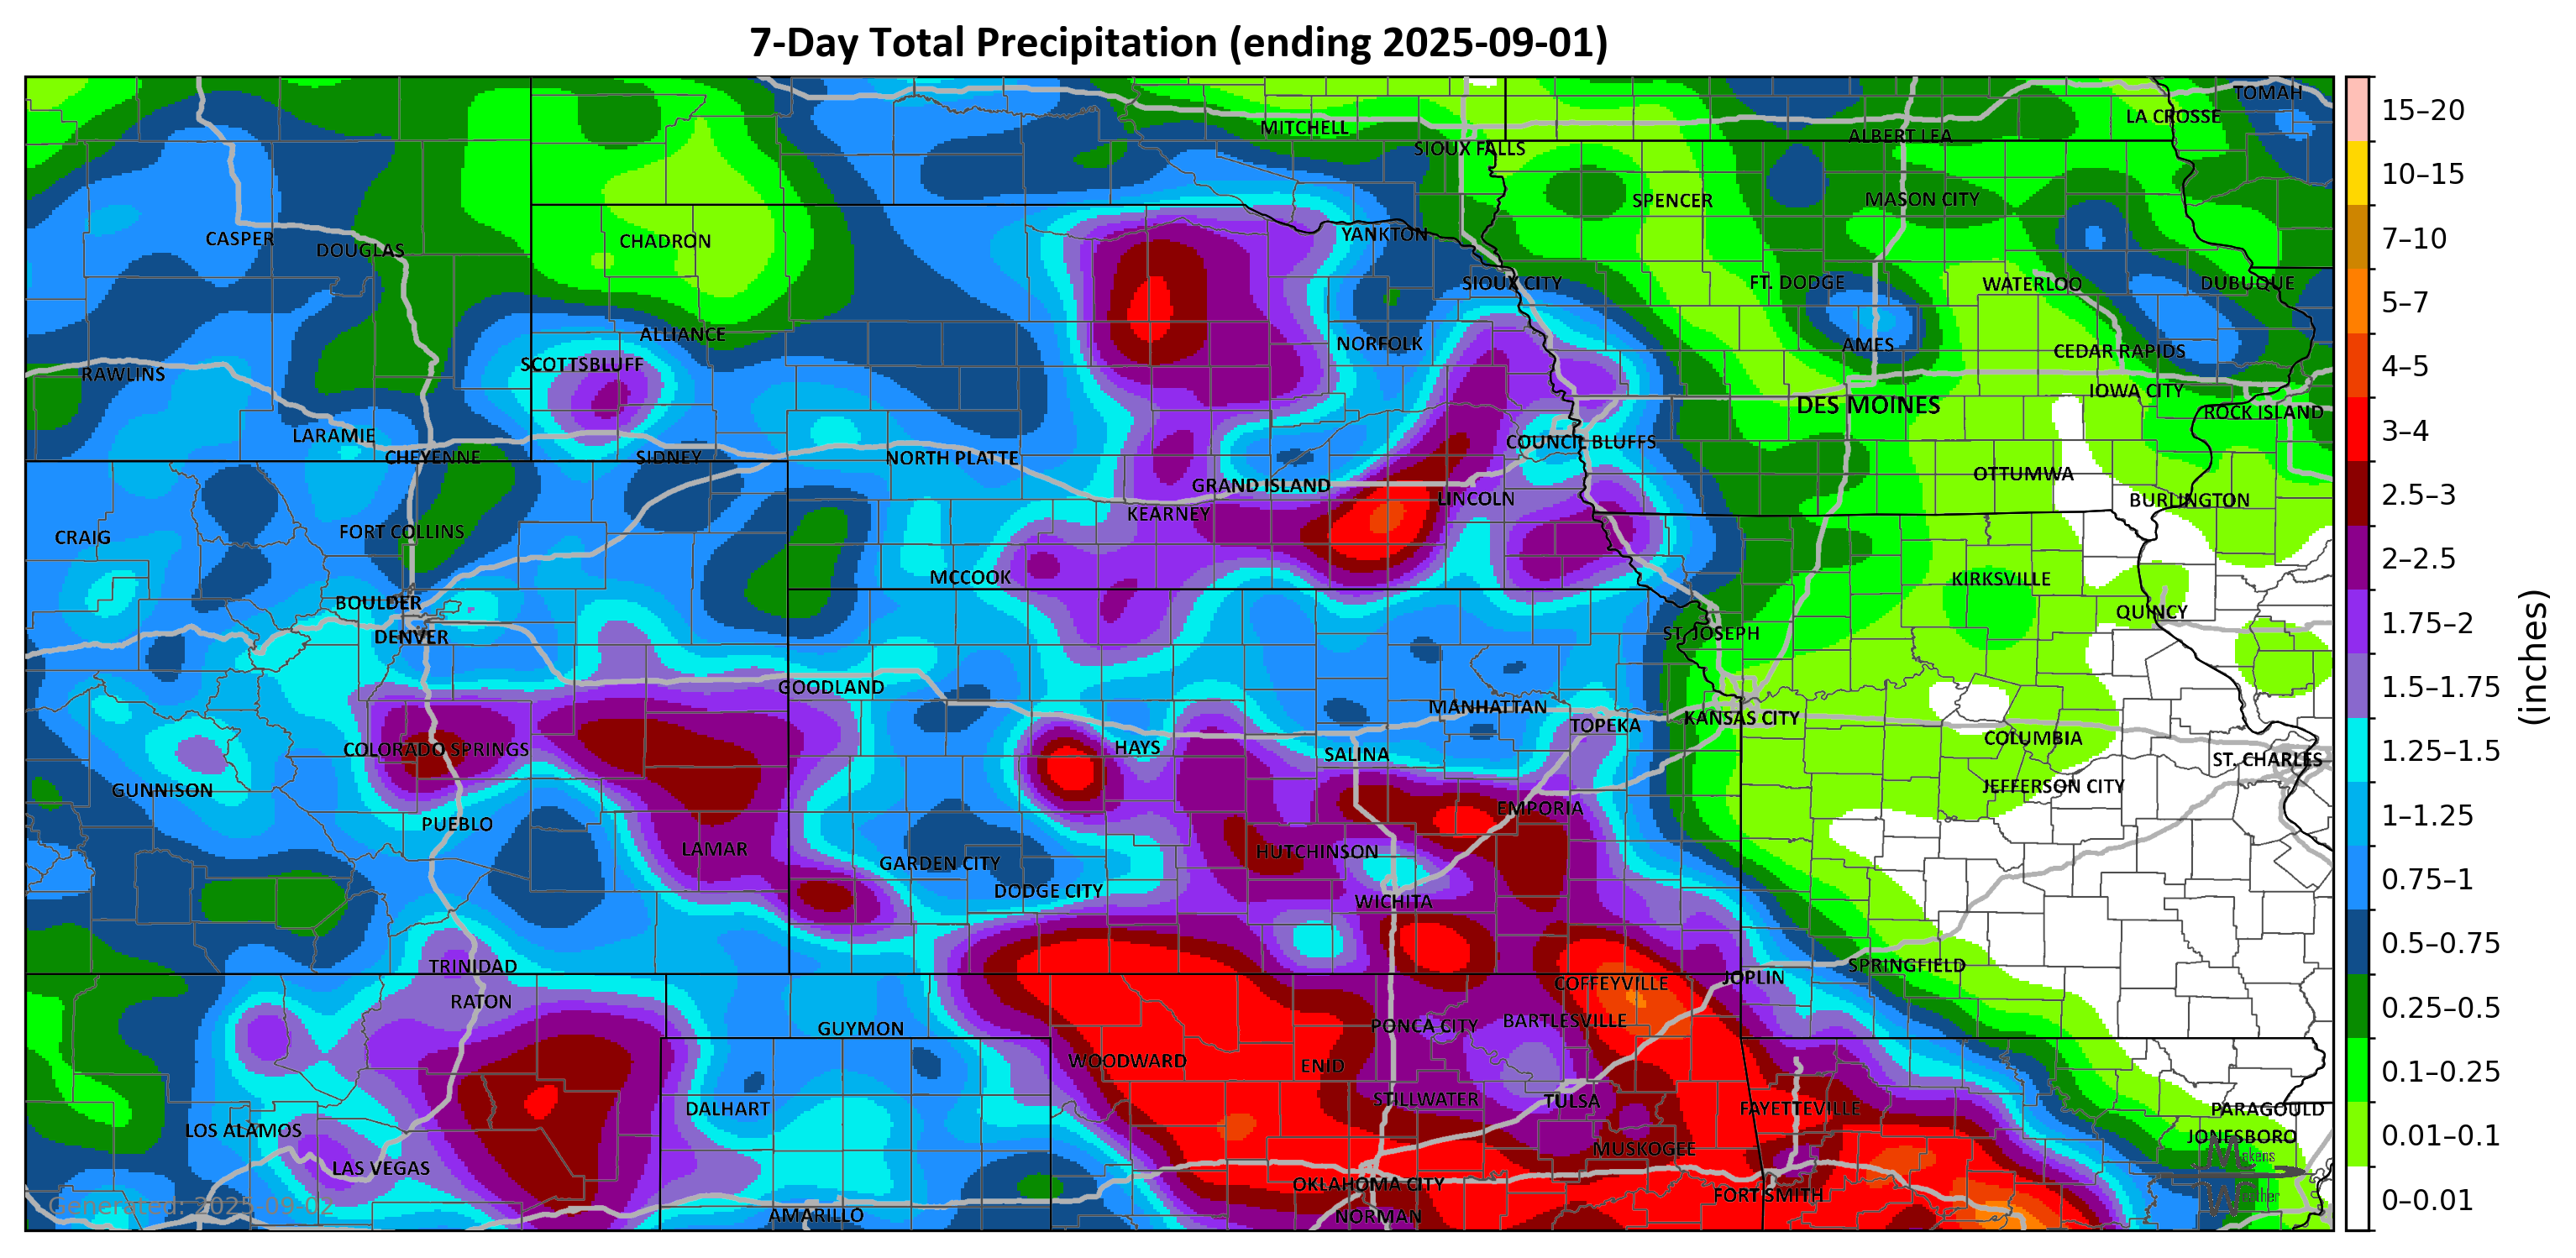 7-Day Total Precipitation (ending 2025-09-01)
TOMAH
LA CROSSE
MITCHELL
ALBERT LEA
SIOUX FALLS
SPENCER
MASON CITY
CASPER
DOUGLAS
CHADRON
YANKTON
SIOUX CITY
FT. DODGE
WATERLOO
DUBUQUE
ALLIANCE
NORFOLK
AMES
CEDAR RAPIDS
SCOTTSBLUFF
RAWLINS
IOWA CITY
DES MOINES
ROCK ISLAND
LARAMIE
COUNCIL BLUFFS
CHEYENNE
SIDNEY
NORTH PLATTE
OTTUMWA
GRAND ISLAND
LINCOLN
BURLINGTON
KEARNEY
CRAIG
FORT COLLINS
MCCOOK
KIRKSVILLE
BOULDER
QUINCY
DENVER
ST. JOSEPH
GOODLAND
MANHATTAN
TOPEKA
KANSAS CITY
COLORADO SPRINGS
HAYS
SALINA
COLUMBIA
ST. CHARLES
GUNNISON
JEFFERSON CITY
EMPORIA
PUEBLO
LAMAR
GARDEN CITY
HUTCHINSON
DODGE CITY
WICHITA
TRINIDAD
SPRINGFIELD
COFFEYVILLE
JOPLIN
RATON
GUYMON
PONCA CITY
BARTLESVILLE
WOODWARD
ENID
DALHART
STILLWATER
TULSA
FAYETTEVILLE
PARAGOULD
LOS ALAMOS
JONESBORO
MUSKOGEE
LAS VEGAS
OKLAHOMA CITY
FORT SMITH
AMARILLO
NORMAN
Generated: 2025-09-02
15–20
10–15
7–10
5–7
4–5
3–4
2.5–3
2–2.5
1.75–2
1.5–1.75
1.25–1.5
1–1.25
0.75–1
0.5–0.75
0.25–0.5
0.1–0.25
0.01–0.1
0–0.01
(inches)